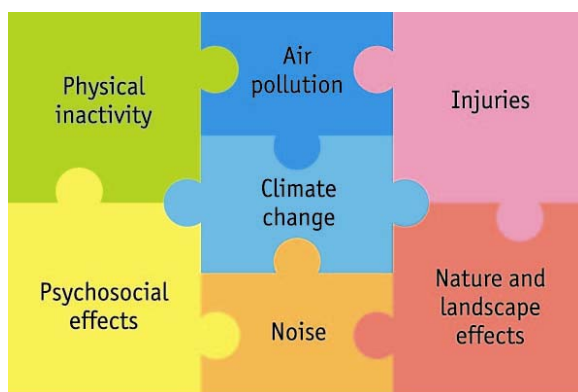 Physical
inactivity
Air
pollution
Injuries
Climate
change
Psychosocial
effects
Noise
Nature and
landscape
effects